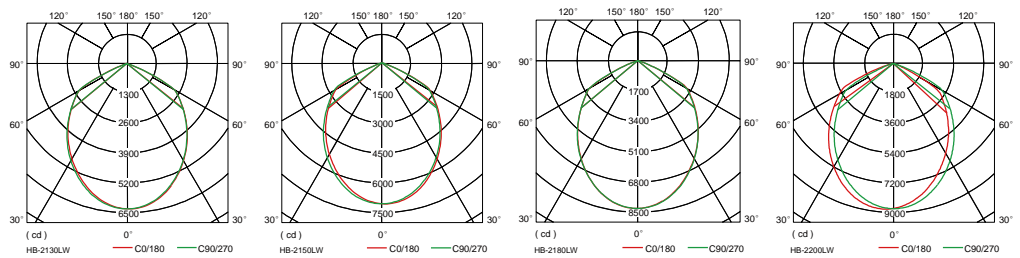 120° 150° 180° 150° 120°
90° 90°
1300
2600
60° 3900 60°
5200
30° 6500 30°
( cd ) 0°
HB-2130LW C0/180 C90/270
120° 150° 180° 150° 120°
90° 90°
1500
3000
60° 4500 60°
6000
30° 7500 30°
( cd ) 0°
HB-2150LW C0/180 C90/270
120° 150° 180° 150° 120°
90° 90°
1700
3400
60° 5100 60°
6800
30° 8500 30°
( cd ) 0°
HB-2180LW C0/180 C90/270
120° 150° 180° 150° 120°
90° 90°
1800
3600
60° 5400 60°
7200
30° 9000 30°
( cd ) 0°
HB-2200LW C0/180 C90/270